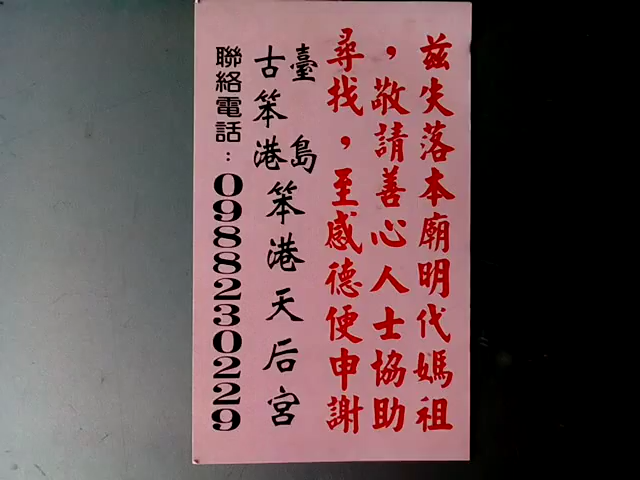 茲失落本廟明代媽祖
，敬請善心人士協助
尋找，至感德便申謝
臺島
古笨港
笨港天后宮
聯絡電話：0988230229